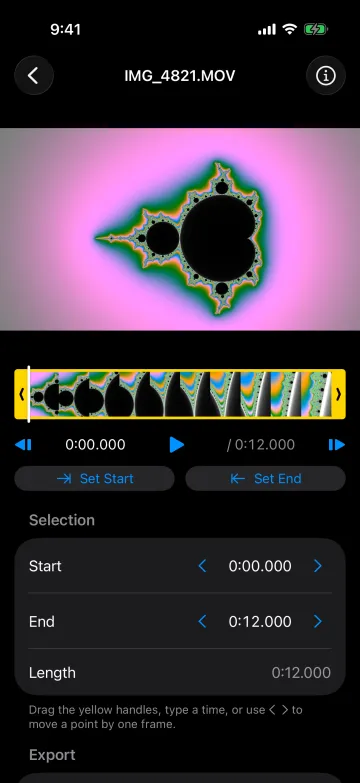 9:41
IMG_4821.MOV
0:00.000 / 0:12.000
Set Start Set End
Selection
Start 0:00.000
End 0:12.000
Length 0:12.000
Drag the yellow handles, type a time, or use < > to
move a point by one frame.
Export